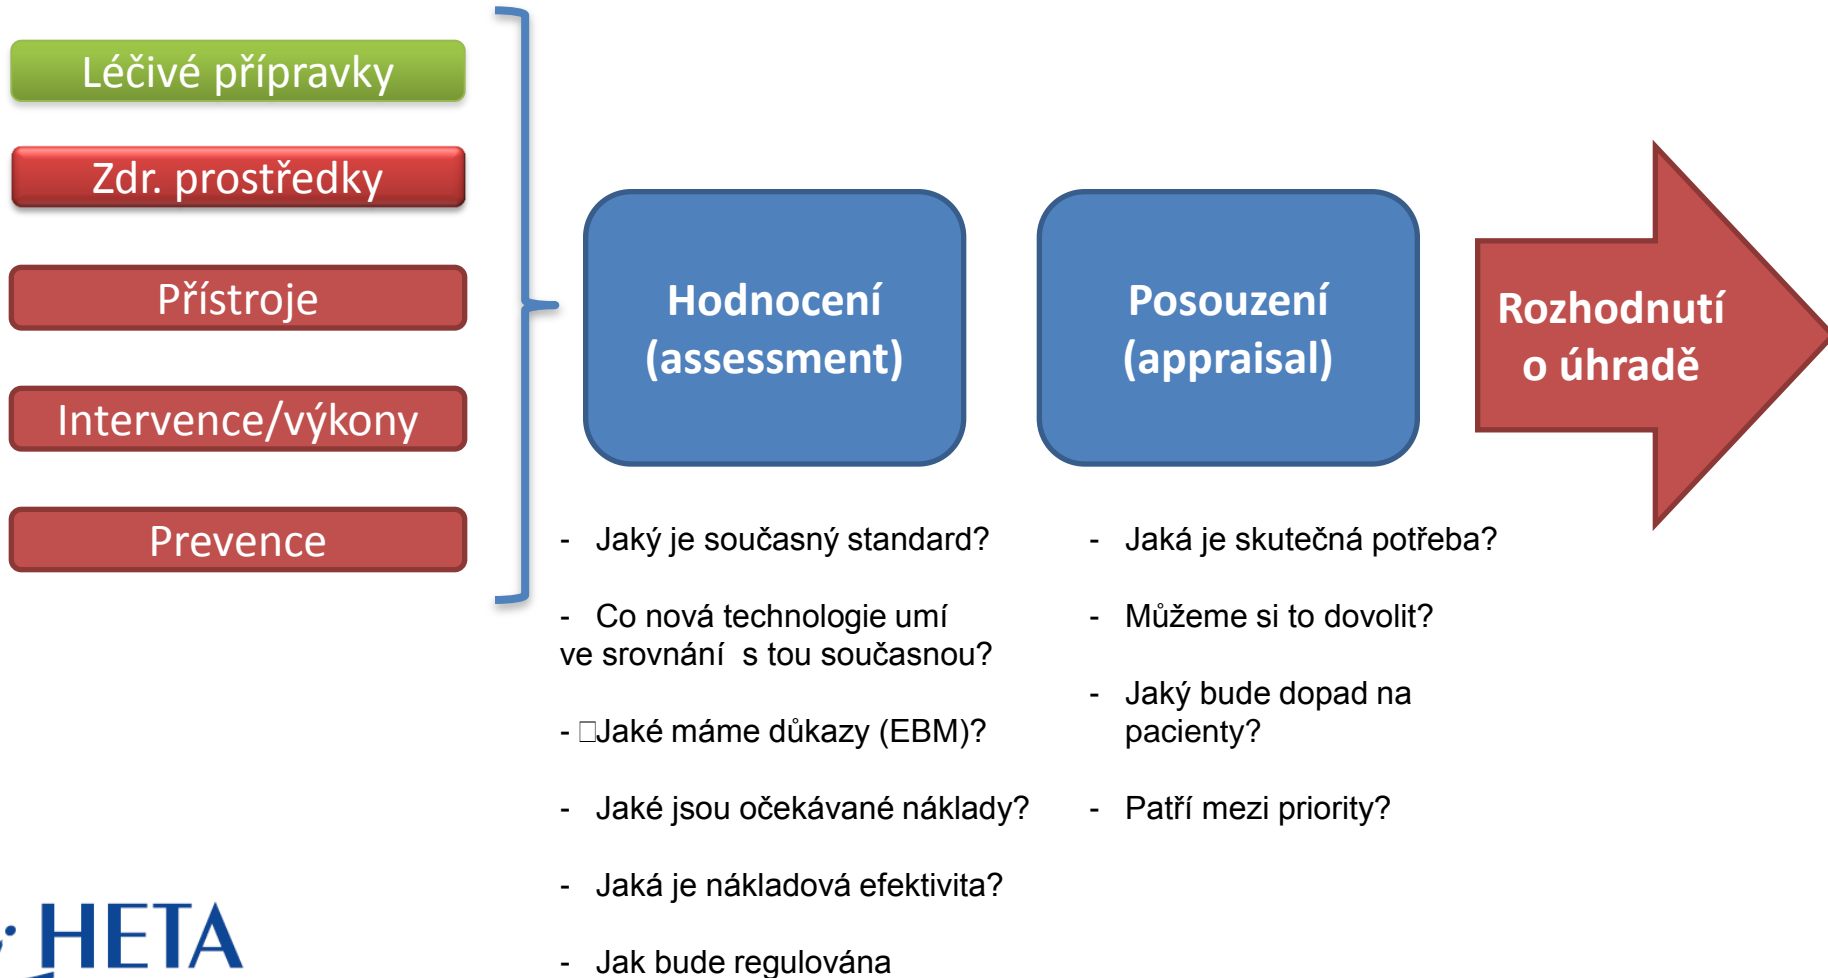 Léčivé přípravky
Zdr. prostředky
Přístroje
Intervence/výkony
Prevence
Hodnocení
(assessment)
Posouzení
(appraisal)
Rozhodnutí
o úhradě
- Jaký je současný standard?
- Co nová technologie umí
ve srovnání s tou současnou?
- Jaké máme důkazy (EBM)?
- Jaké jsou očekávané náklady?
- Jaká je nákladová efektivita?
- Jak bude regulována
- Jaká je skutečná potřeba?
- Můžeme si to dovolit?
- Jaký bude dopad na
pacienty?
- Patří mezi priority?
HETA